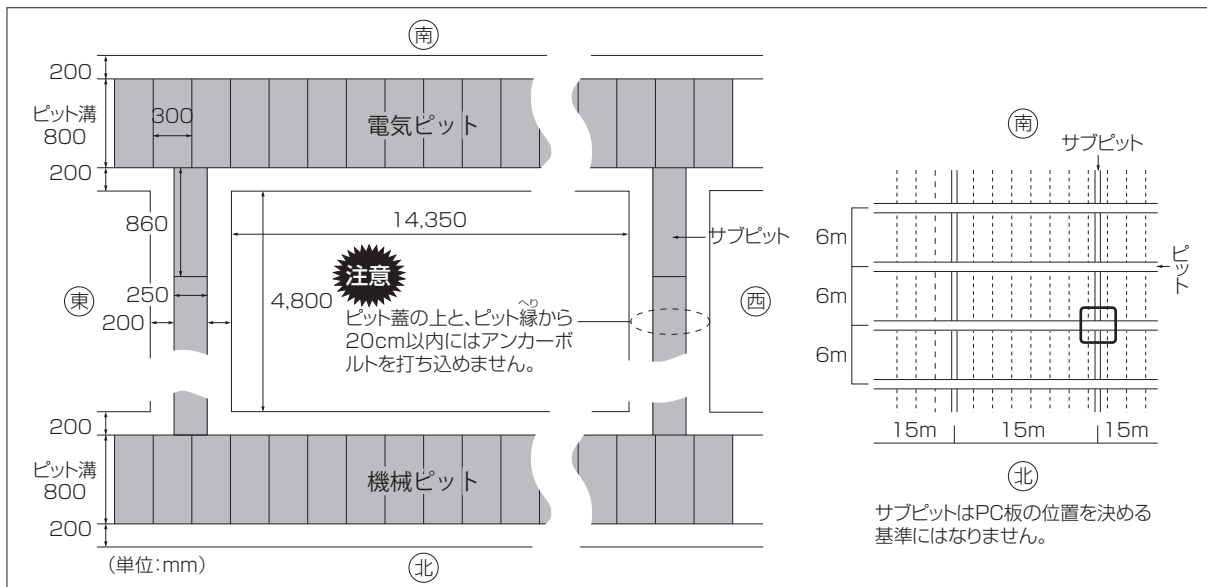 南
200
ピット溝
800
300
電気ピット
200
860
14,350
サブピット
250
注意
4,800
東
200
西
ピット縁から
へり
ピット蓋の上と、ピット縁から
20cm以内にはアンカーボ
ルトを打ち込めません。
200
ピット溝
800
機械ピット
200
(単位:mm)
北
南
サブピット
6m
ピット
6m
6m
15m 15m 15m
北
サブピットはPC板の位置を決める
基準にはなりません。